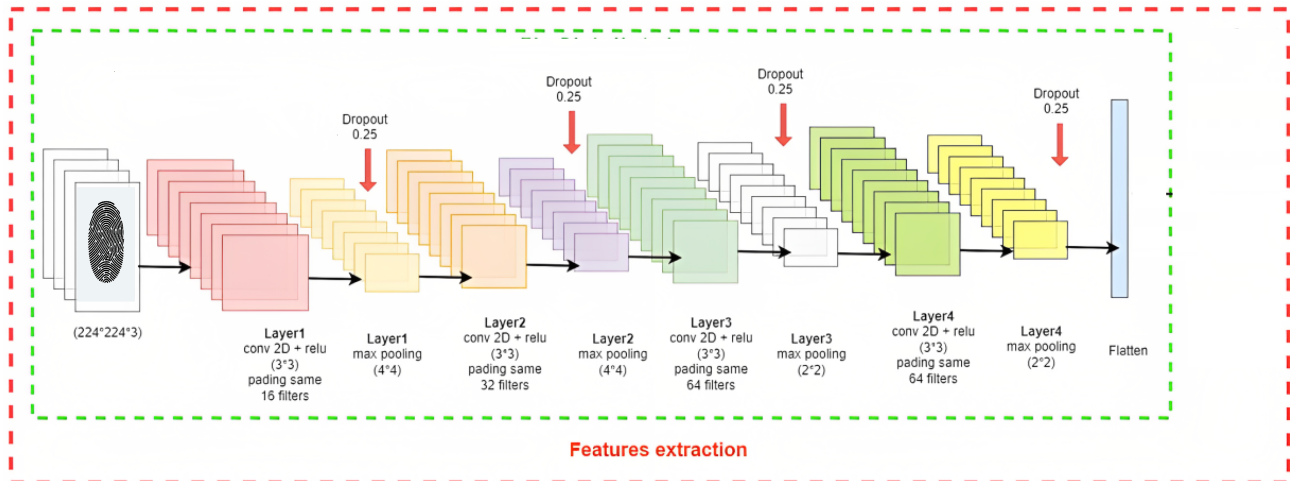 Dropout
0.25
Dropout
0.25
Dropout
0.25
Dropout
0.25
(224*224*3)
Layer1
conv 2D + relu
(3*3)
pading same
16 filters
Layer1
max pooling
(4*4)
Layer2
conv 2D + relu
(3*3)
pading same
32 filters
Layer2
max pooling
(4*4)
Layer3
conv 2D + relu
(3*3)
pading same
64 filters
Layer3
max pooling
(2*2)
Layer4
conv 2D + relu
(3*3)
pading same
64 filters
Layer4
max pooling
(2*2)
Flatten
Features extraction